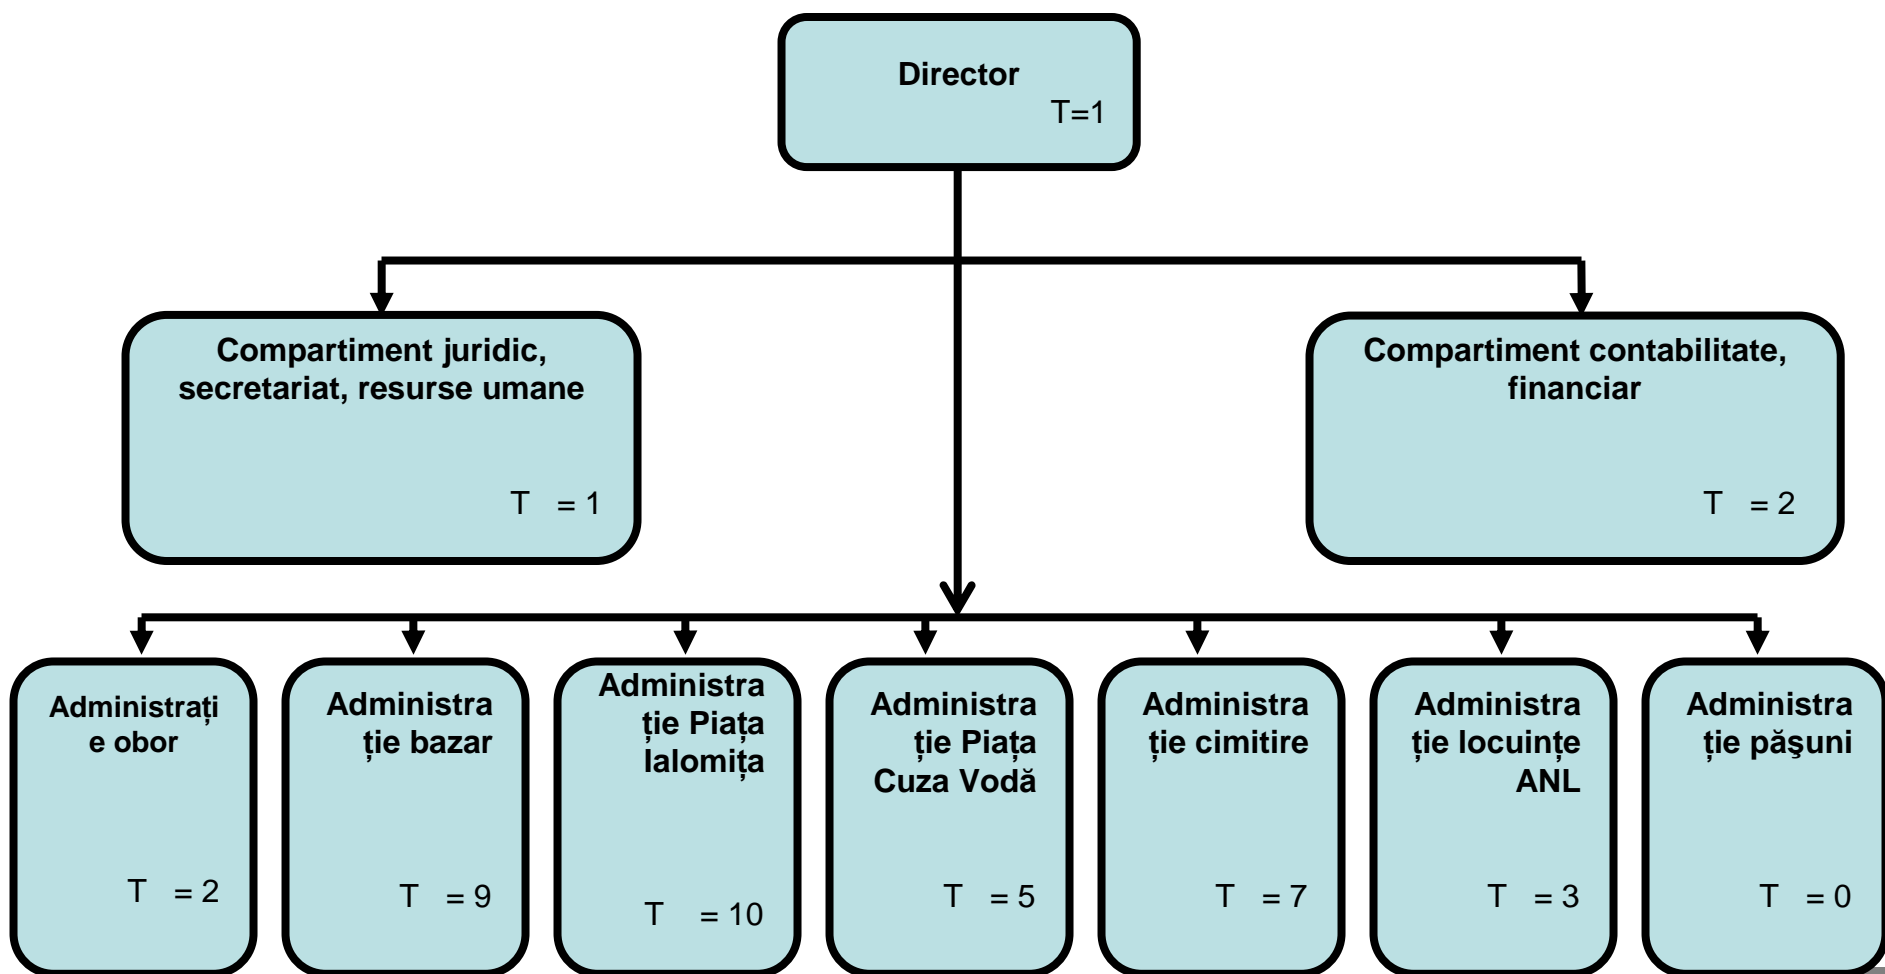 Director
T=1
Compartiment juridic,
secretariat, resurse umane
T = 1
Compartiment contabilitate,
financiar
T = 2
Administrați
e obor
T = 2
Administra
ție bazar
T = 9
Administra
ție Piața
Ialomița
T = 10
Administra
ție Piața
Cuza Vodă
T = 5
Administra
ție cimitire
T = 7
Administra
ție locuințe
ANL
T = 3
Administra
ție păşuni
T = 0